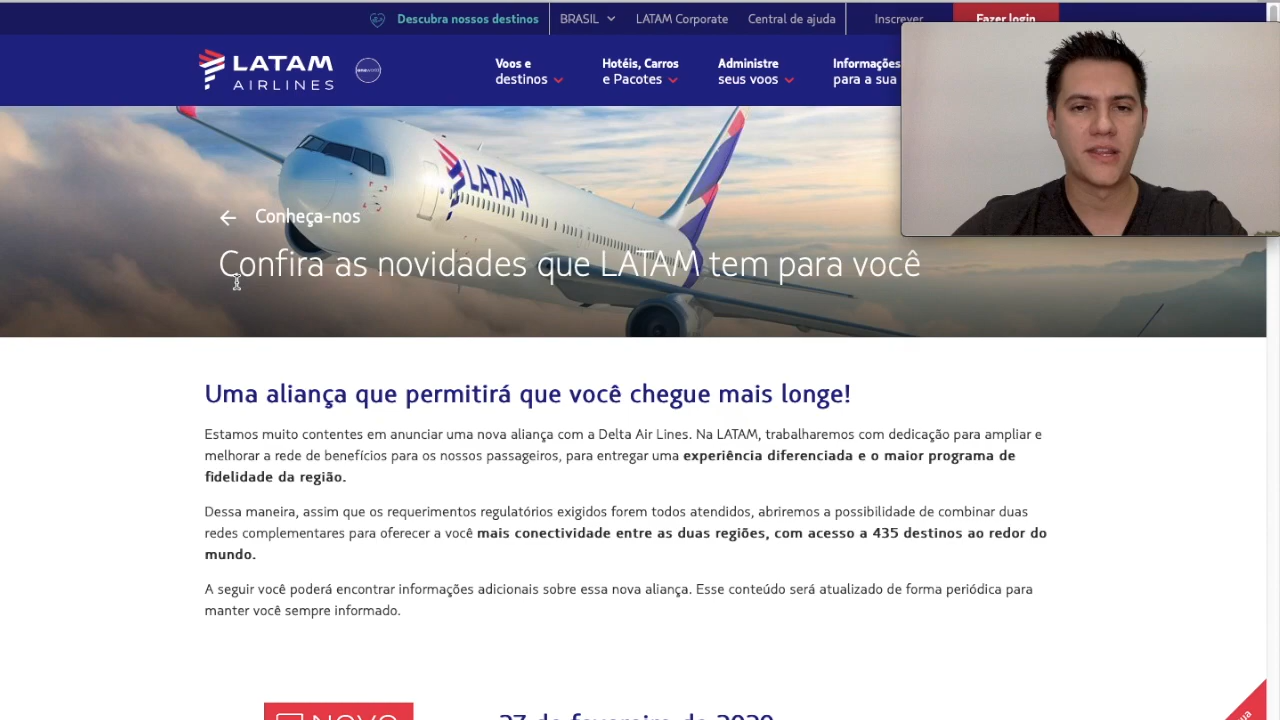 Descubra nossos destinos BRASIL LATAM Corporate Central de ajuda Inscrever Fazer login
LATAM
AIRLINES
Voos e
destinos
Hotéis, Carros
e Pacotes
Administre
seus voos
Informações
para a sua
LATAM
Conheça-nos
Confira as novidades que LATAM tem para você
Uma aliança que permitirá que você chegue mais longe!
Estamos muito contentes em anunciar uma nova aliança com a Delta Air Lines. Na LATAM, trabalharemos com dedicação para ampliar e
melhorar a rede de benefícios para os nossos passageiros, para entregar uma experiência diferenciada e o maior programa de
fidelidade da região.
Dessa maneira, assim que os requerimentos regulatórios exigidos forem todos atendidos, abriremos a possibilidade de combinar duas
redes complementares para oferecer a você mais conectividade entre as duas regiões, com acesso a 435 destinos ao redor do
mundo.
A seguir você poderá encontrar informações adicionais sobre essa nova aliança. Esse conteúdo será atualizado de forma periódica para
manter você sempre informado.
NOVO
27 de fevereiro de 2020